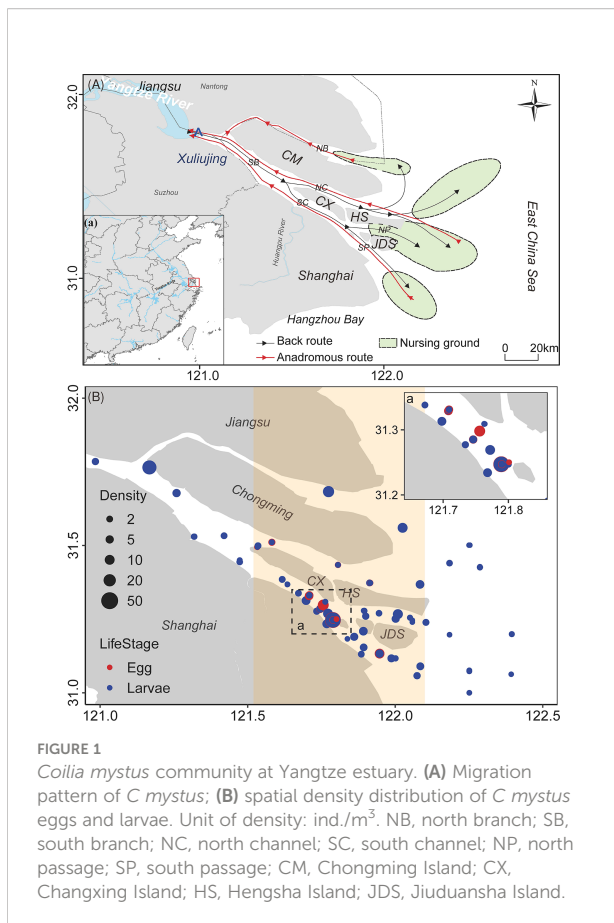 (A)
Jiangsu
Nantong
Yangtze River
N
32.0
A
Xuliujing
NB
CM
SB
NC
Suzhou
CX
SC
HS
NP
JDS
SP
Huangpu River
East China Sea
(a)
31.0
Shanghai
Hangzhou Bay
Back route
Nursing ground
Anadromous route
0 20km
121.0
122.0
(B)
32.0
Jiangsu
a
31.3
31.2
121.7
121.8
Density
2
5
10
20
50
Chongming
31.5
CX
HS
a
JDS
Shanghai
LifeStage
Egg
Larvae
31.0
121.0
121.5
122.0
122.5
FIGURE 1
Coilia mystus community at Yangtze estuary. (A) Migration
pattern of C mystus; (B) spatial density distribution of C mystus
eggs and larvae. Unit of density: ind./m³. NB, north branch; SB,
south branch; NC, north channel; SC, south channel; NP, north
passage; SP, south passage; CM, Chongming Island; CX,
Changxing Island; HS, Hengsha Island; JDS, Jiuduansha Island.